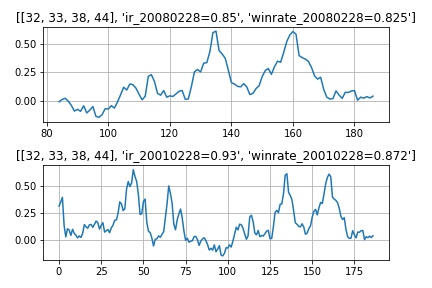 [[32, 33, 38, 44], 'ir_20080228=0.85', 'winrate_20080228=0.825']
0.50
0.25
0.00
80 100 120 140 160 180
[[32, 33, 38, 44], 'ir_20010228=0.93', 'winrate_20010228=0.872']
0.50
0.25
0.00
0 25 50 75 100 125 150 175